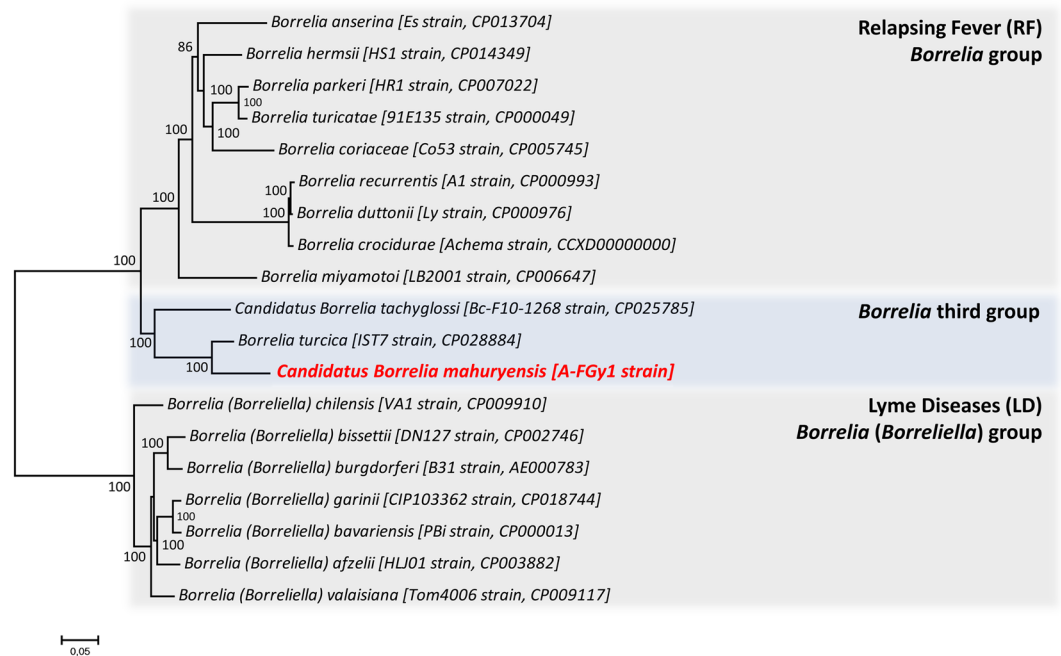 Borrelia anserina [Es strain, CP013704]
Relapsing Fever (RF)
Borrelia group
86
Borrelia hermsii [HS1 strain, CP014349]
Borrelia parkeri [HR1 strain, CP007022]
100
100
Borrelia turicatae [91E135 strain, CP000049]
100
100
Borrelia coriaceae [Co53 strain, CP005745]
Borrelia recurrentis [A1 strain, CP000993]
100
100
100
Borrelia duttonii [Ly strain, CP000976]
Borrelia crocidurae [Achema strain, CCXD00000000]
100
Borrelia miyamotoi [LB2001 strain, CP006647]
Candidatus Borrelia tachyglossi [Bc-F10-1268 strain, CP025785]
Borrelia third group
100
Borrelia turcica [IST7 strain, CP028884]
100
Candidatus Borrelia mahuryensis [A-FGy1 strain]
Borrelia (Borreliella) chilensis [VA1 strain, CP009910]
Lyme Diseases (LD)
Borrelia (Borreliella) group
100
Borrelia (Borreliella) bissettii [DN127 strain, CP002746]
Borrelia (Borreliella) burgdorferi [B31 strain, AE000783]
100
Borrelia (Borreliella) garinii [CIP103362 strain, CP018744]
100
Borrelia (Borreliella) bavariensis [PBi strain, CP000013]
100
100
Borrelia (Borreliella) afzelii [HLJ01 strain, CP003882]
Borrelia (Borreliella) valaisiana [Tom4006 strain, CP009117]
0,05